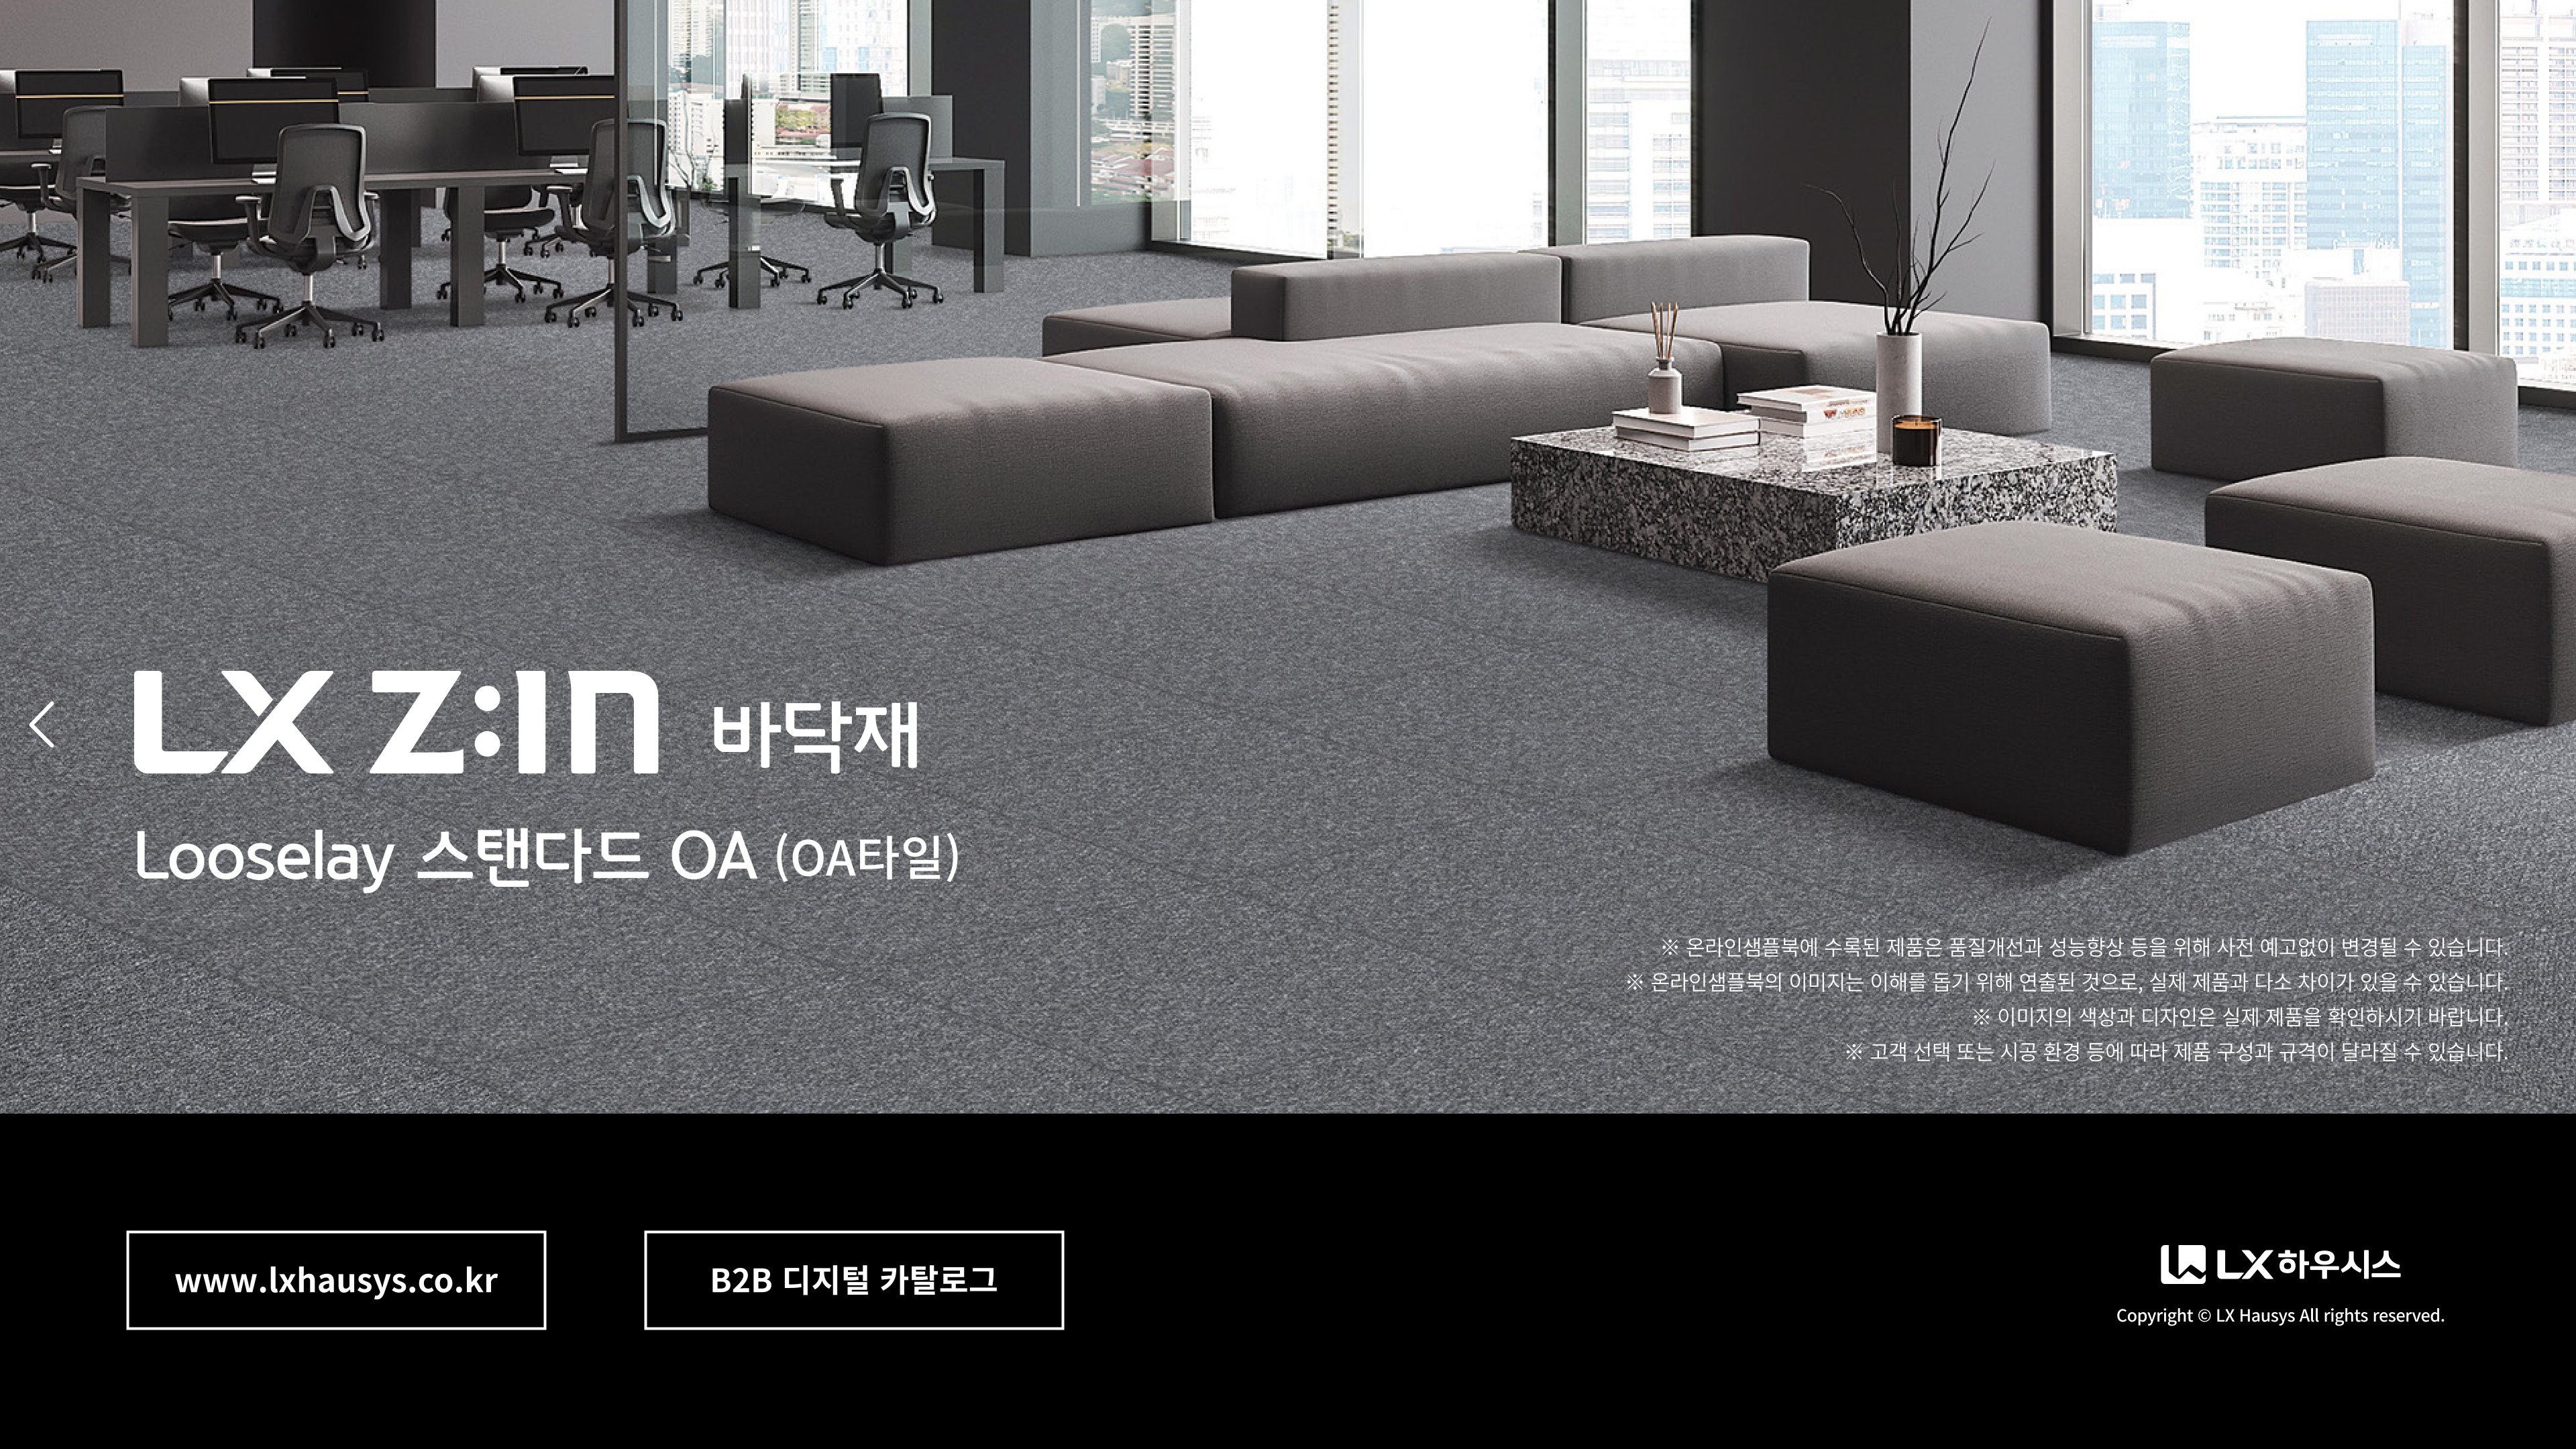 LX Z:IN 바닥재
Looselay 스탠다드 OA (OA타일)
※ 온라인샘플북에 수록된 제품은 품질개선과 성능향상 등을 위해 사전 예고없이 변경될 수 있습니다.
※ 온라인샘플북의 이미지는 이해를 돕기 위해 연출된 것으로, 실제 제품과 다소 차이가 있을 수 있습니다.
※ 이미지의 색상과 디자인은 실제 제품을 확인하시기 바랍니다.
※ 고객 선택 또는 시공 환경 등에 따라 제품 구성과 규격이 달라질 수 있습니다.
www.lxhausys.co.kr
B2B 디지털 카탈로그
LX하우시스
Copyright © LX Hausys All rights reserved.